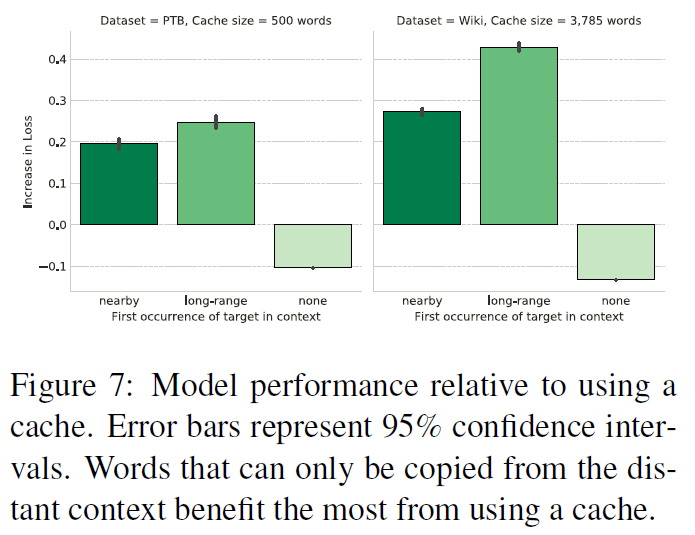 Dataset = PTB, Cache size = 500 words
Dataset = Wiki, Cache size = 3,785 words
Increase in Loss
0.4
0.3
0.2
0.1
0.0
−0.1
nearby long-range none
First occurrence of target in context
nearby long-range none
First occurrence of target in context
Figure 7: Model performance relative to using a
cache. Error bars represent 95% confidence inter-
vals. Words that can only be copied from the dis-
tant context benefit the most from using a cache.